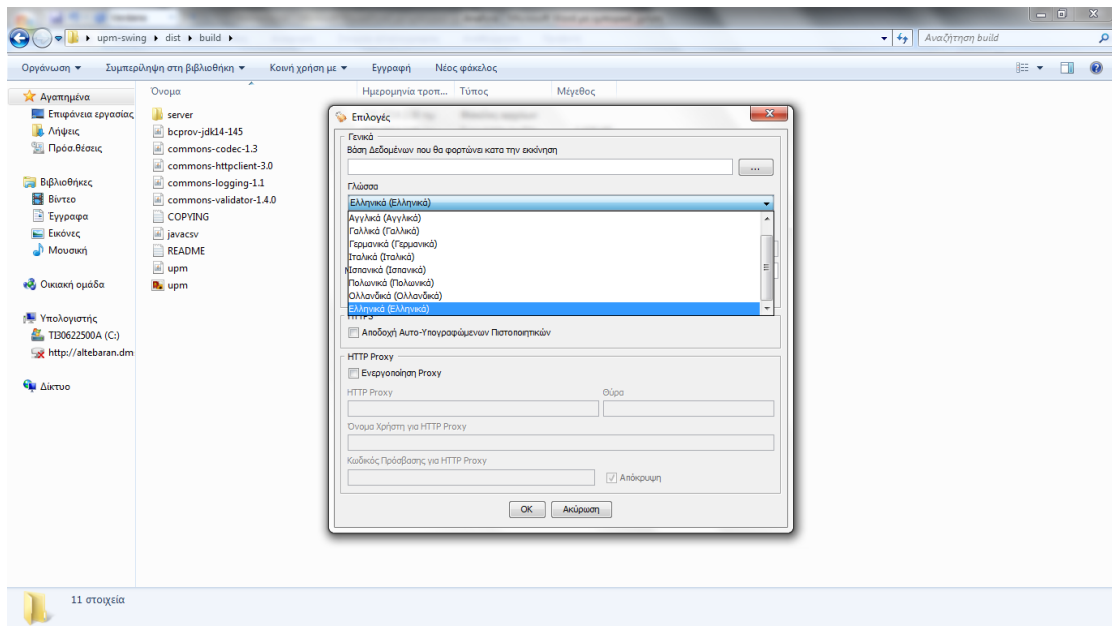 upm-swing ▸ dist ▸ build ▸
Αναζήτηση build
Οργάνωση
Συμπερίληψη στη βιβλιοθήκη
Κοινή χρήση με
Εγγραφή
Νέος φάκελος
Αγαπημένα
Επιφάνεια εργασίας
Λήψεις
Πρόσ.θέσεις
Βιβλιοθήκες
Βίντεο
Έγγραφα
Εικόνες
Μουσική
Οικιακή ομάδα
Υπολογιστής
TI30622500A (C:)
http://altebaran.dm
Δίκτυο
Όνομα
Ημερομηνία τροπ...
Τύπος
Μέγεθος
server
bcprov-jdk14-145
commons-codec-1.3
commons-httpclient-3.0
commons-logging-1.1
commons-validator-1.4.0
COPYING
javacsv
README
upm
upm
Επιλογές
Γενικά
Βάση Δεδομένων που θα φορτώνει κατα την εκκίνηση
...
Γλώσσα
Ελληνικά (Ελληνικά)
Αγγλικά (Αγγλικά)
Γαλλικά (Γαλλικά)
Γερμανικά (Γερμανικά)
Ιταλικά (Ιταλικά)
Ισπανικά (Ισπανικά)
Πολωνικά (Πολωνικά)
Ολλανδικά (Ολλανδικά)
Ελληνικά (Ελληνικά)
HTTPS
Αποδοχή Αυτο-Υπογραφώμενων Πιστοποιητικών
HTTP Proxy
Ενεργοποίηση Proxy
HTTP Proxy
Θύρα
Όνομα Χρήστη για HTTP Proxy
Κωδικός Πρόσβασης για HTTP Proxy
Απόκρυψη
OK
Ακύρωση
11 στοιχεία